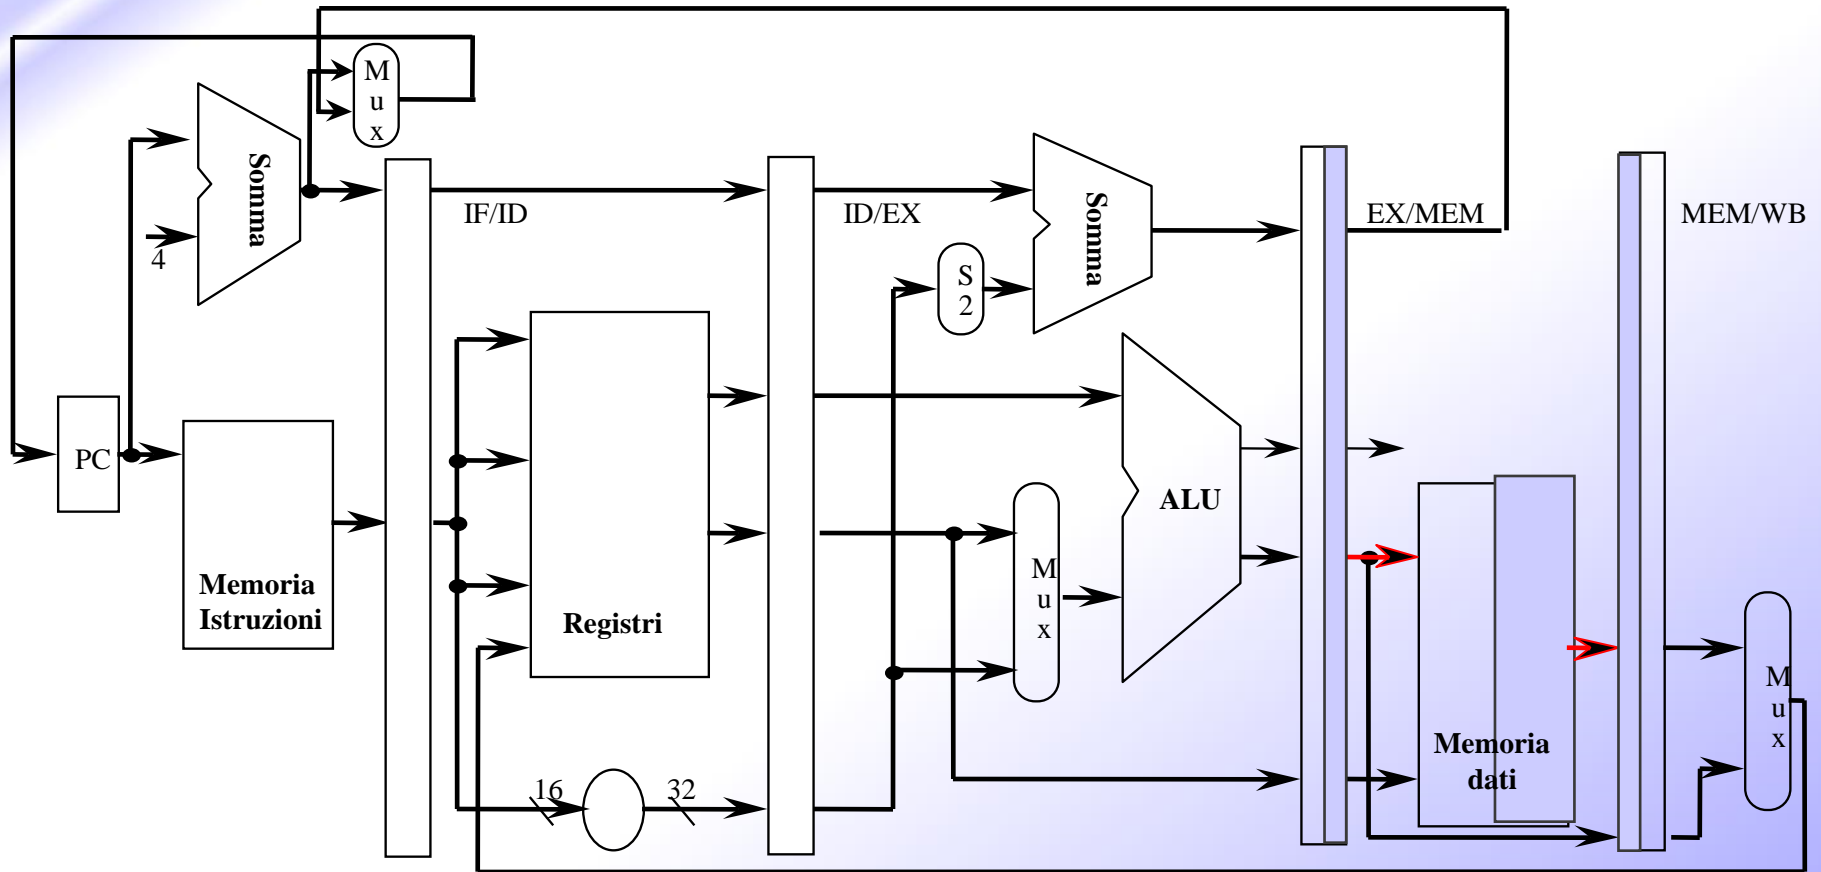 M
u
x
Somma
4
IF/ID
ID/EX
Somma
EX/MEM
MEM/WB
S
2
PC
Memoria
Istruzioni
Registri
M
u
x
ALU
Memoria
dati
M
u
x
16
32